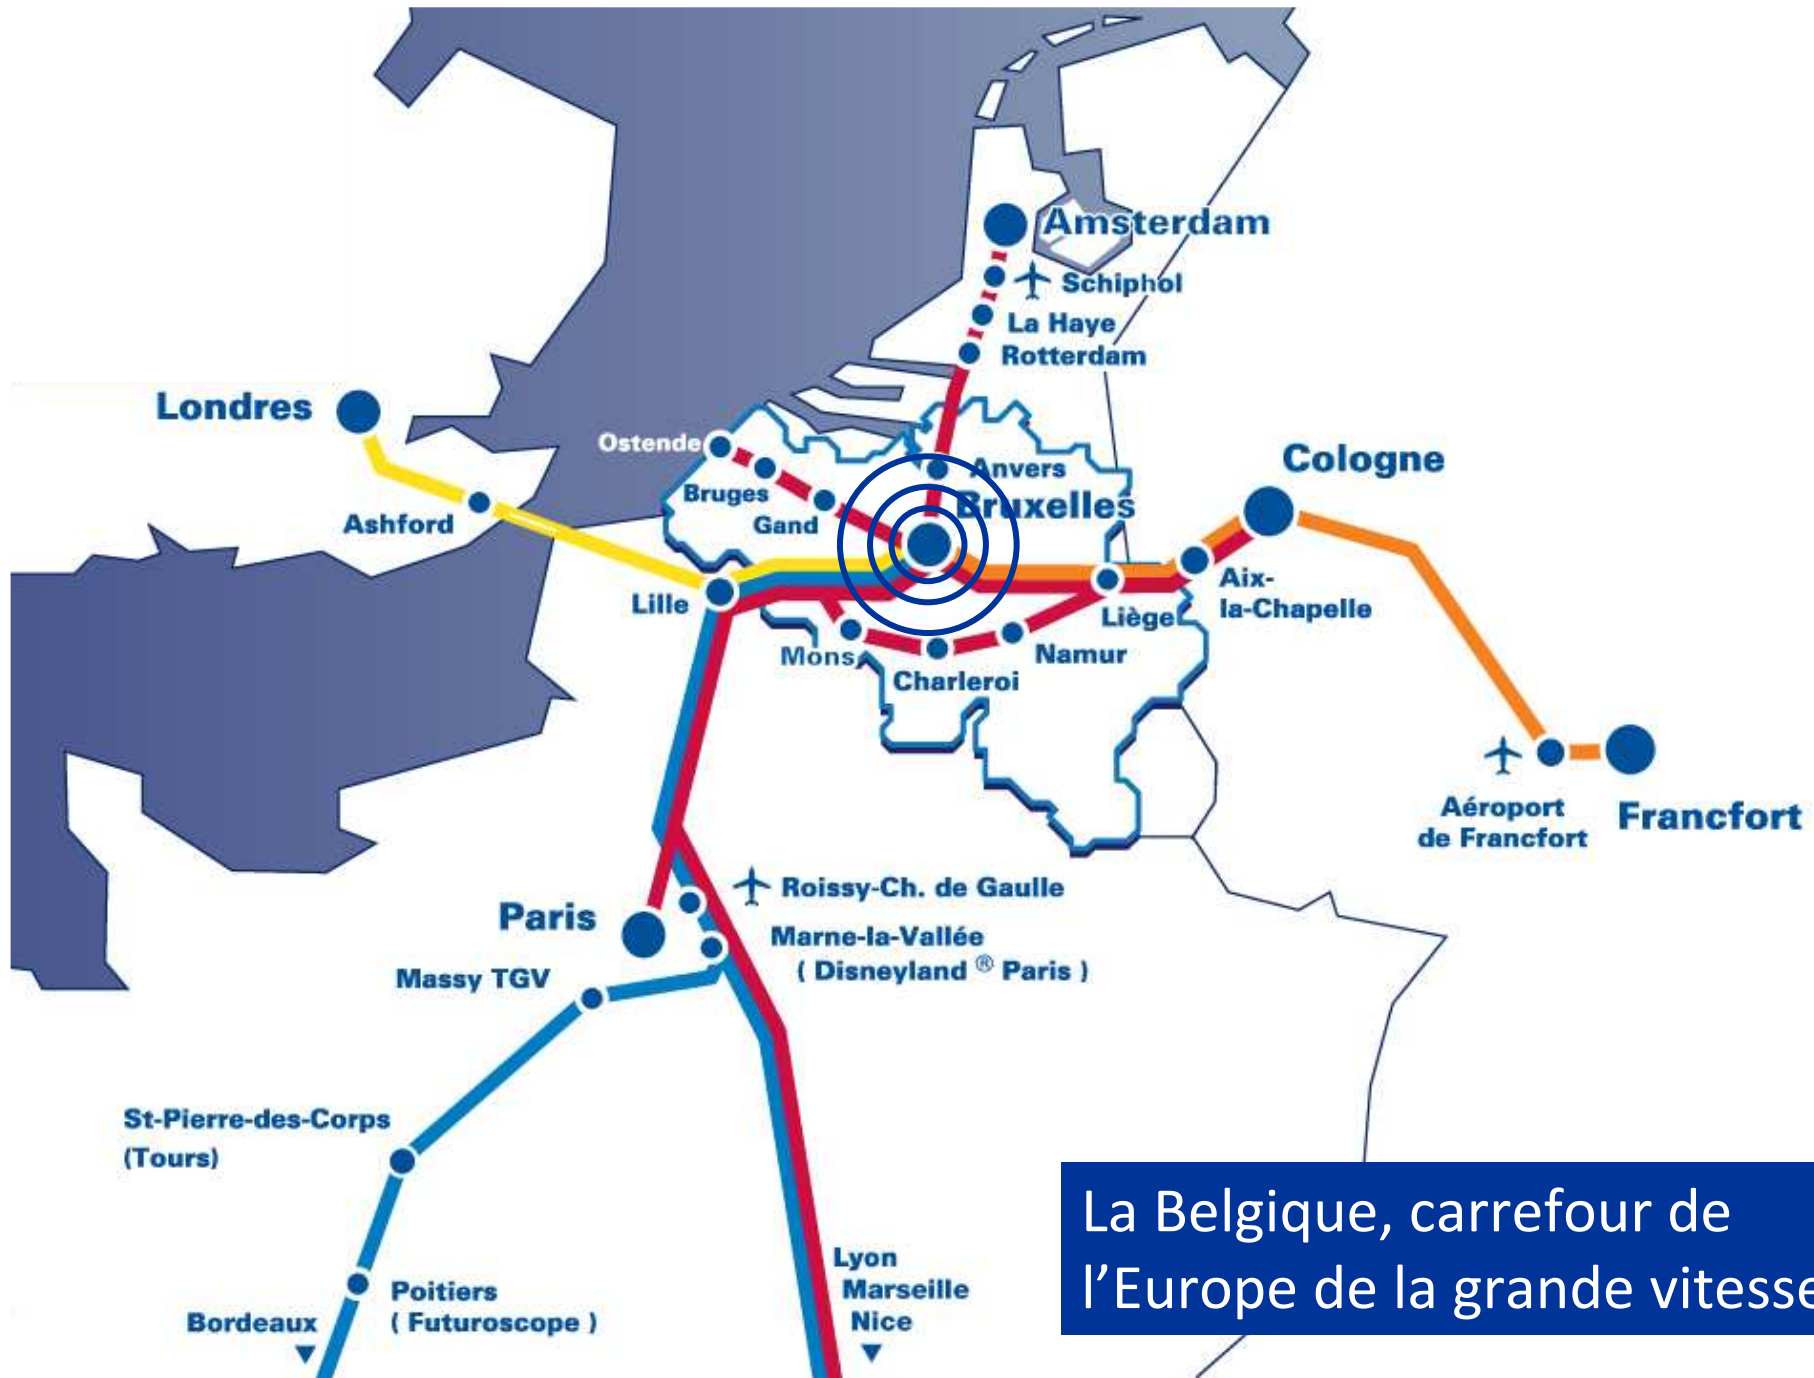 Amsterdam
Schiphol
La Haye
Rotterdam
Londres
Ostende
Anvers
Cologne
Bruges
Bruxelles
Ashford
Gand
Aix-
la-Chapelle
Lille
Liège
Mons
Namur
Charleroi
Aéroport
de Francfort
Francfort
Roissy-Ch. de Gaulle
Paris
Marne-la-Vallée
( Disneyland ® Paris )
Massy TGV
St-Pierre-des-Corps
(Tours)
La Belgique, carrefour de
l’Europe de la grande vitesse
Lyon
Marseille
Nice
Poitiers
( Futuroscope )
Bordeaux